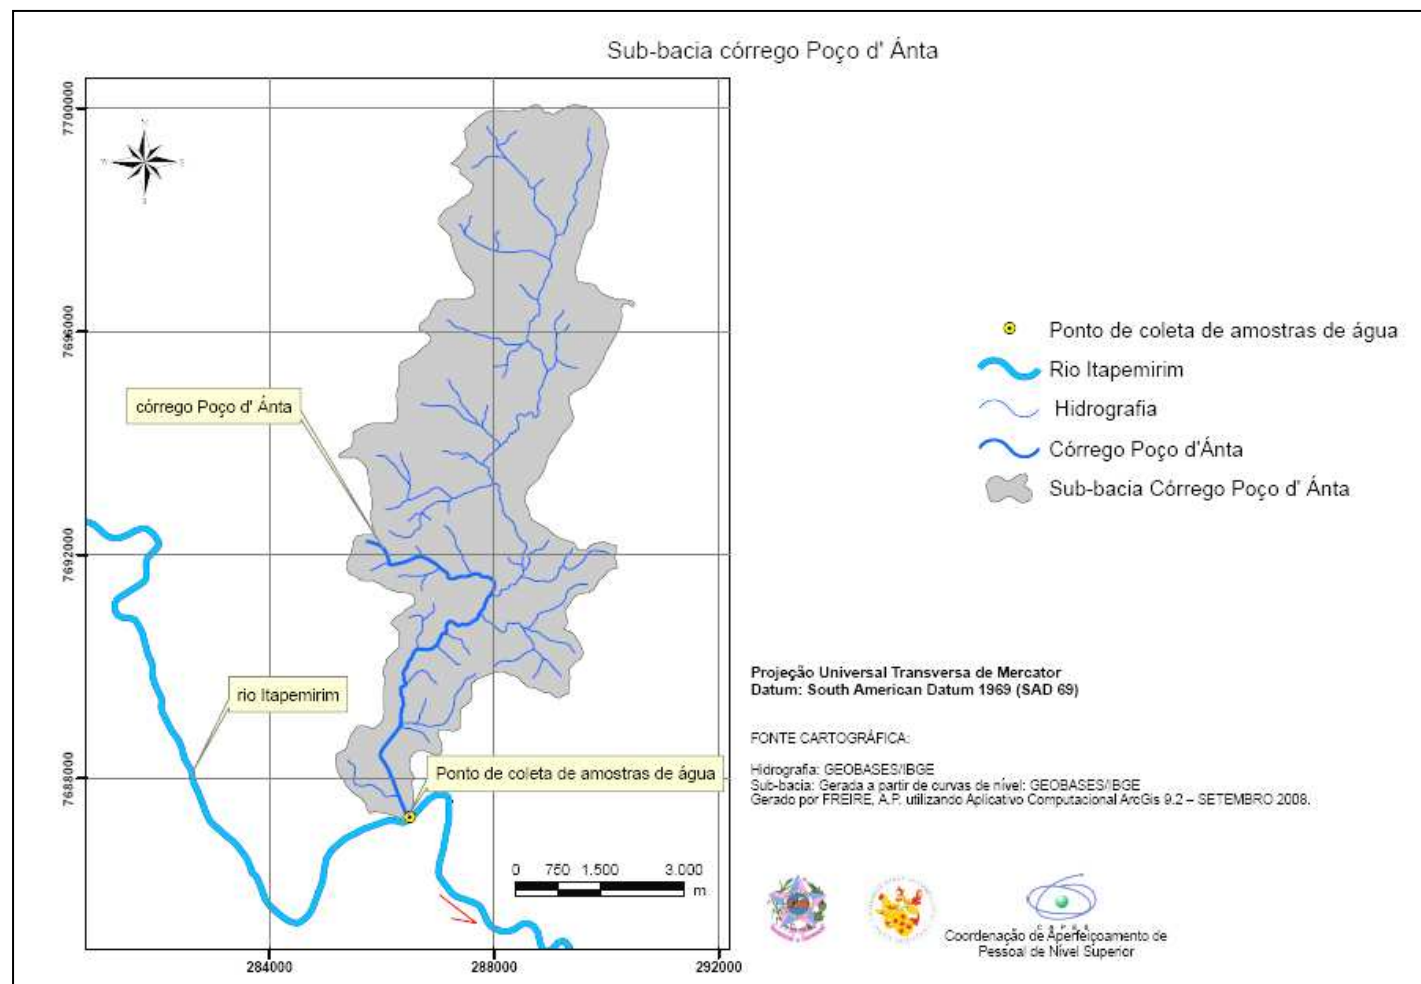 Sub-bacia córrego Poço d' Ánta
7700000
7696000
7692000
7688000
córrego Poço d' Ánta
rio Itapemirim
Ponto de coleta de amostras de água
0 750 1.500 3.000
m
284000
288000
292000
Ponto de coleta de amostras de água
Rio Itapemirim
Hidrografia
Córrego Poço d'Ánta
Sub-bacia Córrego Poço d' Ánta
Projeção Universal Transversa de Mercator
Datum: South American Datum 1969 (SAD 69)
FONTE CARTOGRÁFICA:
Hidrografia: GEOBASES/IBGE
Sub-bacia: Gerada a partir de curvas de nível: GEOBASES/IBGE
Gerado por FREIRE, A.P. utilizando Aplicativo Computacional ArcGis 9.2 – SETEMBRO 2008.
C A P E S
Coordenação de Aperfeiçoamento de
Pessoal de Nível Superior